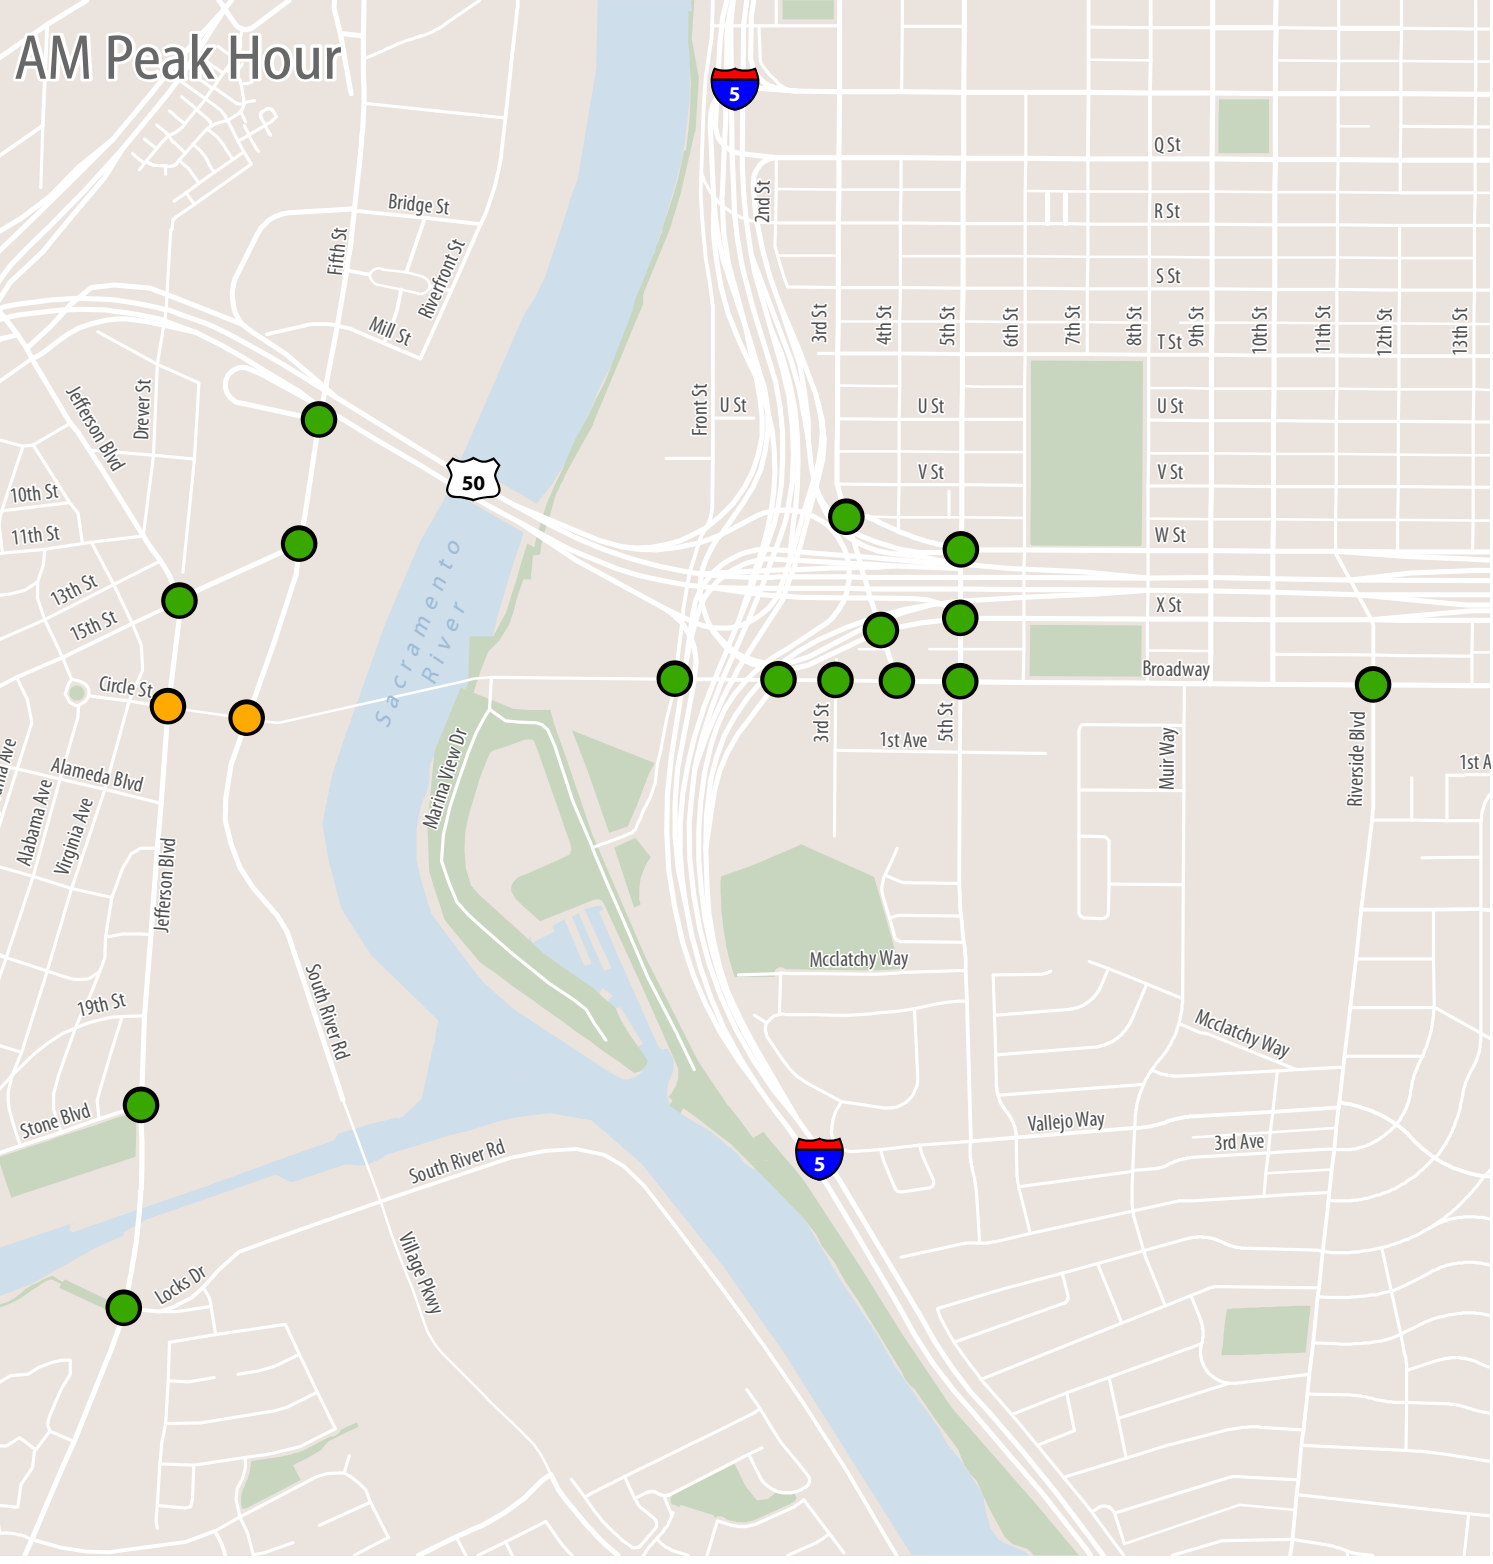 AM Peak Hour
5
Q St
Bridge St
2nd St
R St
Fifth St
Riverfront St
S St
Mill St
3rd St
4th St
5th St
6th St
7th St
8th St
9th St
10th St
11th St
12th St
13th St
T St
Jefferson Blvd
Drever St
Front St
U St
U St
U St
50
V St
V St
10th St
11th St
W St
13th St
15th St
Sacramento
River
X St
Circle St
Broadway
3rd St
5th St
1st Ave
Muir Way
Riverside Blvd
1st A
Marina View Dr
na Ave
Alameda Blvd
Alabama Ave
Virginia Ave
Jefferson Blvd
Mcclatchy Way
19th St
South River Rd
Mcclatchy Way
Stone Blvd
Vallejo Way
3rd Ave
South River Rd
5
Locks Dr
Village Pkwy